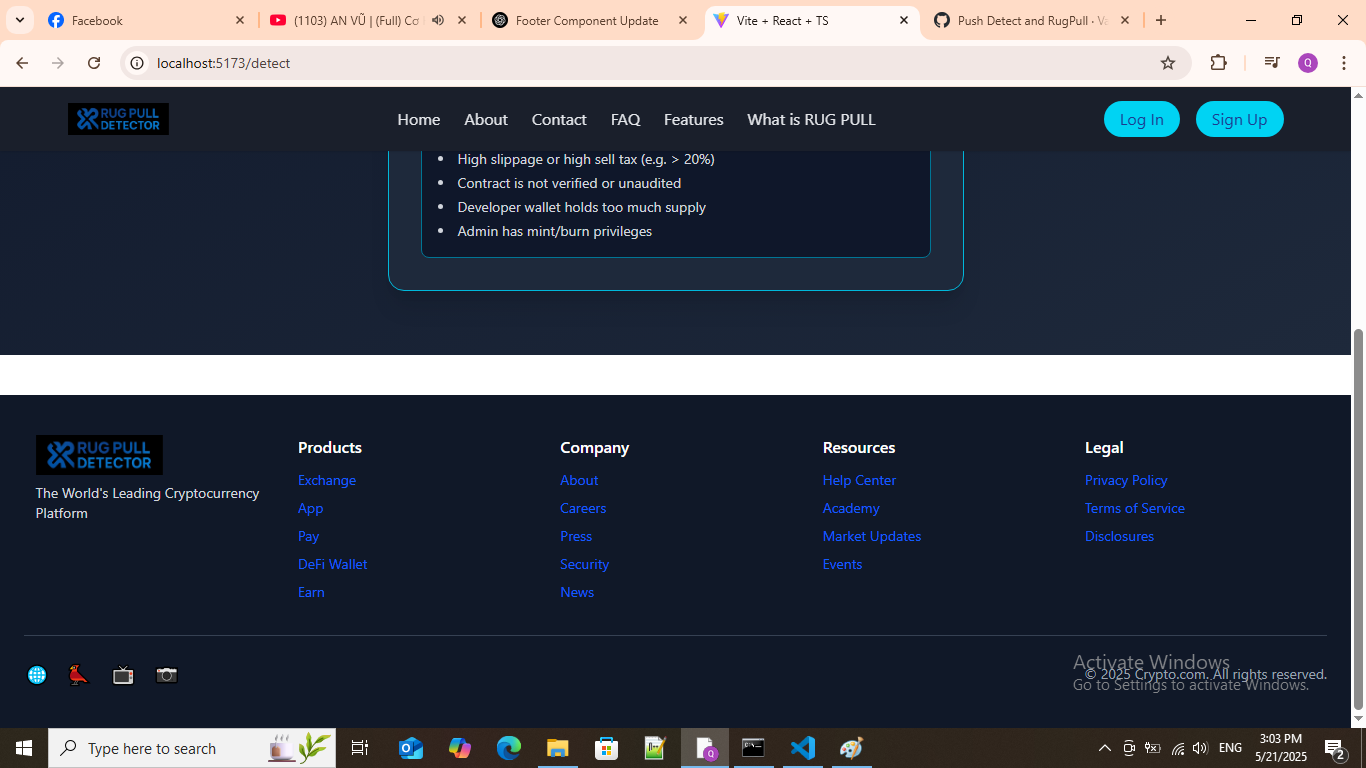 Facebook
(1103) AN VŨ | (Full) Cơ
Footer Component Update
Vite + React + TS
Push Detect and RugPull · Va
localhost:5173/detect
Q
RUG PULL
DETECTOR
Home
About
Contact
FAQ
Features
What is RUG PULL
Log In
Sign Up
• High slippage or high sell tax (e.g. > 20%)
• Contract is not verified or unaudited
• Developer wallet holds too much supply
• Admin has mint/burn privileges
RUG PULL
DETECTOR
The World's Leading Cryptocurrency
Platform
Products
Exchange
App
Pay
DeFi Wallet
Earn
Company
About
Careers
Press
Security
News
Resources
Help Center
Academy
Market Updates
Events
Legal
Privacy Policy
Terms of Service
Disclosures
© 2025 Crypto.com. All rights reserved.
Activate Windows
Go to Settings to activate Windows.
Type here to search
ENG
3:03 PM
5/21/2025
2